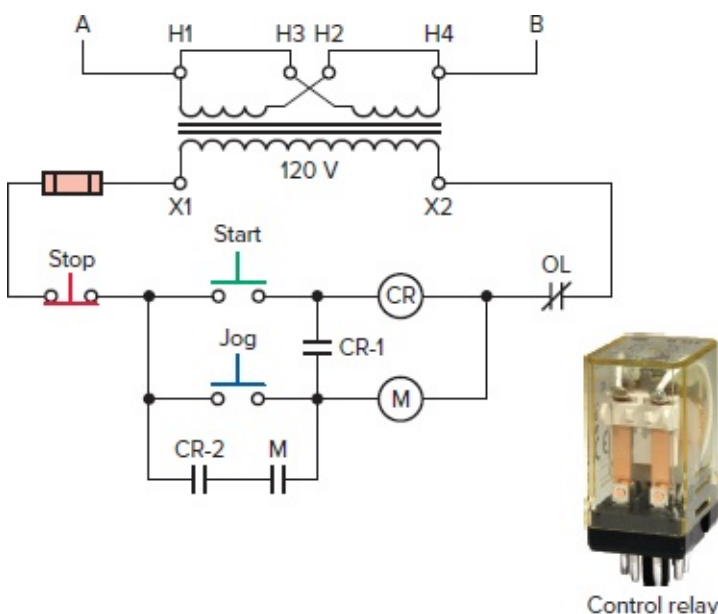 A B
H1 H3 H2 H4
120 V
X1 X2
Start
Stop OL
CR
Jog
CR-1
M
CR-2 M
Control relay